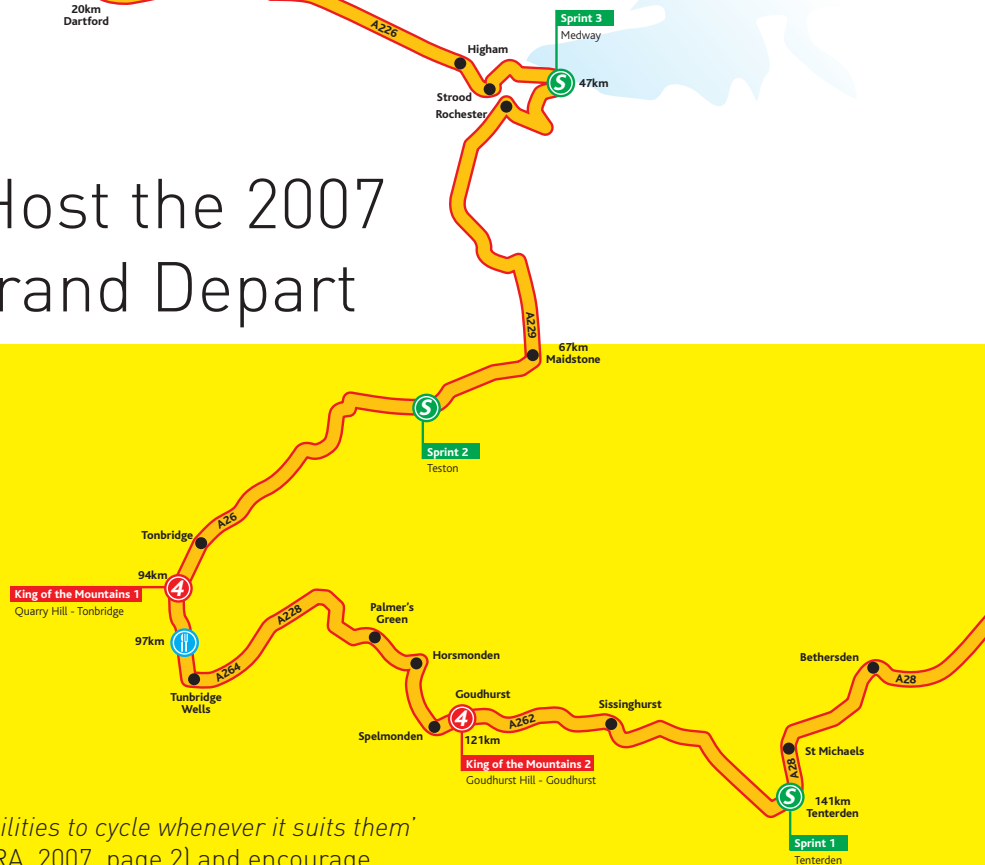 20km
Dartford
A226
Higham
Sprint 3
Medway
S
47km
Strood
Rochester
Host the 2007
rand Depart
A229
67km
Maidstone
S
Sprint 2
Teston
A26
Tonbridge
94km
4
King of the Mountains 1
Quarry Hill - Tonbridge
97km
A228
A264
Tunbridge
Wells
Palmer's
Green
Horsmonden
Goudhurst
4
Spelmonden
121km
A262
King of the Mountains 2
Goudhurst Hill - Goudhurst
Sissinghurst
Bethersden
A28
St Michaels
A28
S
141km
Tenterden
Sprint 1
Tenterden
ilities to cycle whenever it suits them’
RA, 2007, page 2) and encourage